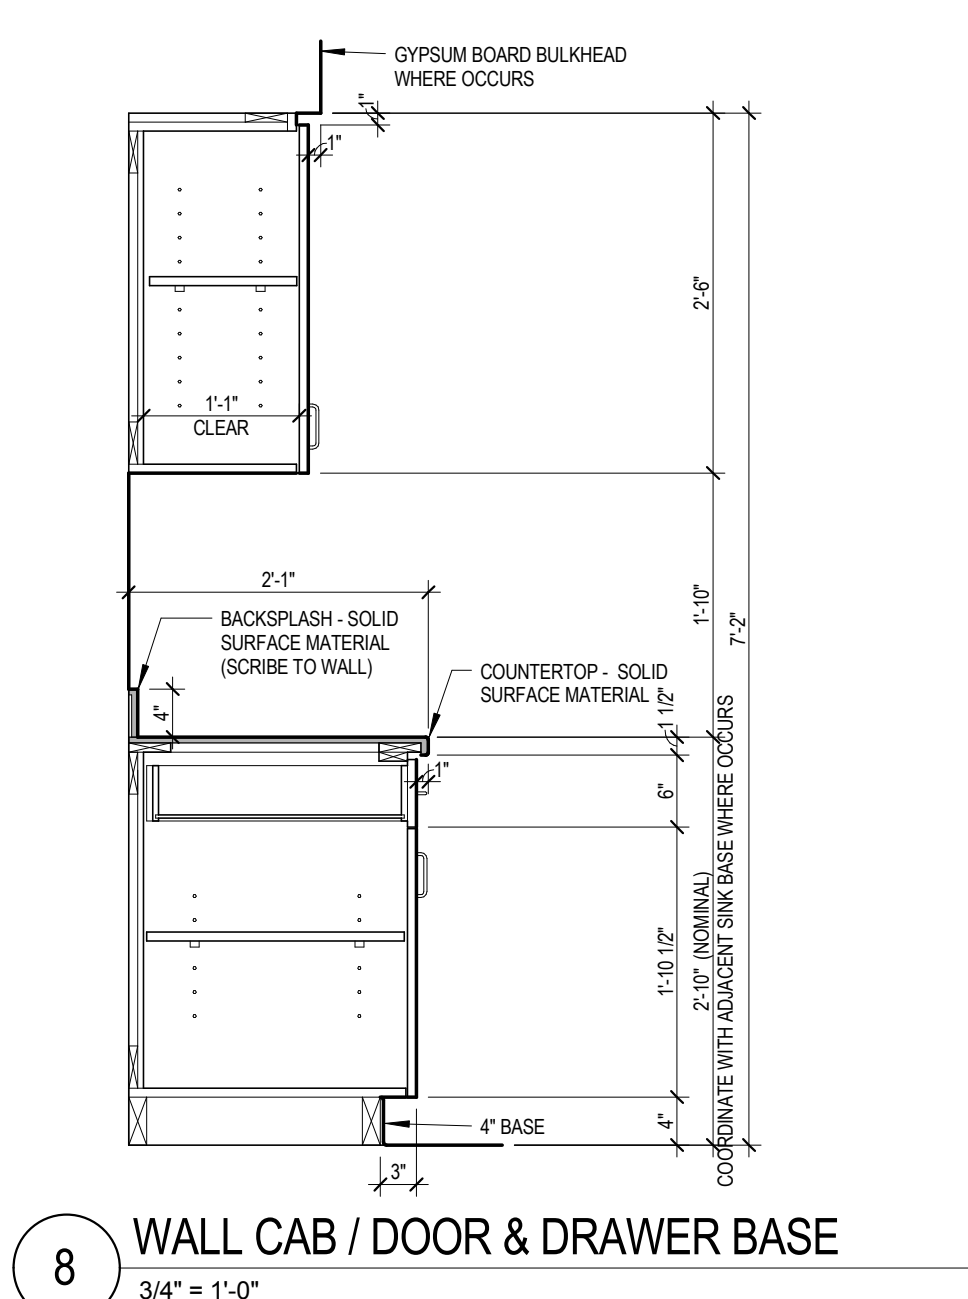 GYPSUM BOARD BULKHEAD
WHERE OCCURS
1"
1"
2'-6"
1'-1"
CLEAR
2'-1"
1'-10"
7'-2"
BACKSPLASH - SOLID
SURFACE MATERIAL
(SCRIBE TO WALL)
COUNTERTOP - SOLID
SURFACE MATERIAL
4"
1 1/2"
1"
6"
1'-10 1/2"
2'-10" (NOMINAL)
COORDINATE WITH ADJACENT SINK BASE WHERE OCCURS
4" BASE
4"
3"
8
WALL CAB / DOOR & DRAWER BASE
3/4" = 1'-0"